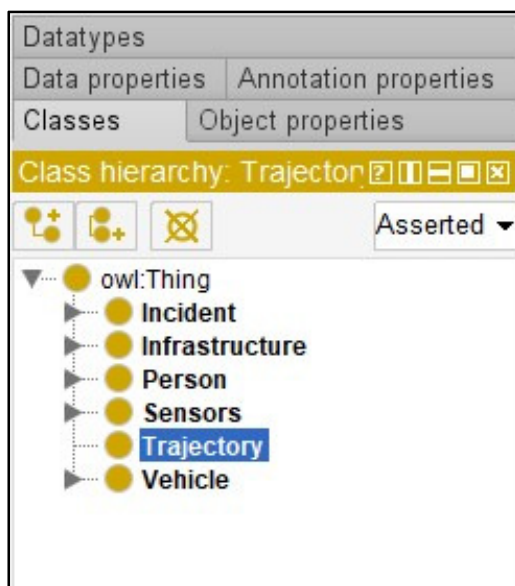 Datatypes
Data properties Annotation properties
Classes Object properties
Class hierarchy: Trajectory
Asserted
owl:Thing
Incident
Infrastructure
Person
Sensors
Trajectory
Vehicle